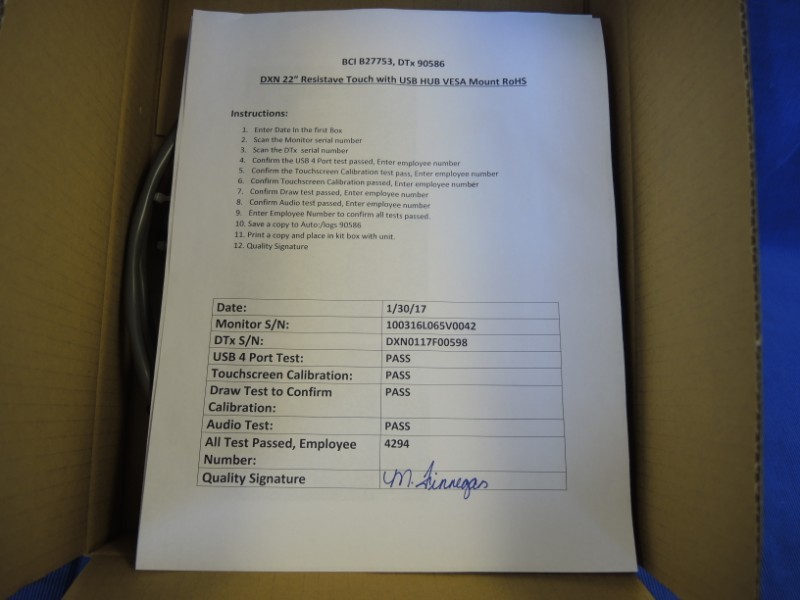 BCI B27753, DTx 90586
DXN 22" Resistave Touch with USB HUB VESA Mount RoHS
Instructions:
1. Enter Date In the first Box
2. Scan the Monitor serial number
3. Scan the DTx serial number
4. Confirm the USB 4 Port test passed, Enter employee number
5. Confirm the Touchscreen Calibration test pass, Enter employee number
6. Confirm Touchscreen Calibration passed, Enter employee number
7. Confirm Draw test passed, Enter employee number
8. Confirm Audio test passed, Enter employee number
9. Enter Employee Number to confirm all tests passed.
10. Save a copy to Auto:/logs 90586
11. Print a copy and place in kit box with unit.
12. Quality Signature
Date: 1/30/17
Monitor S/N: 100316L065V0042
DTx S/N: DXN0117F00598
USB 4 Port Test: PASS
Touchscreen Calibration: PASS
Draw Test to Confirm PASS
Calibration:
Audio Test: PASS
All Test Passed, Employee 4294
Number:
Quality Signature M. Finnegas